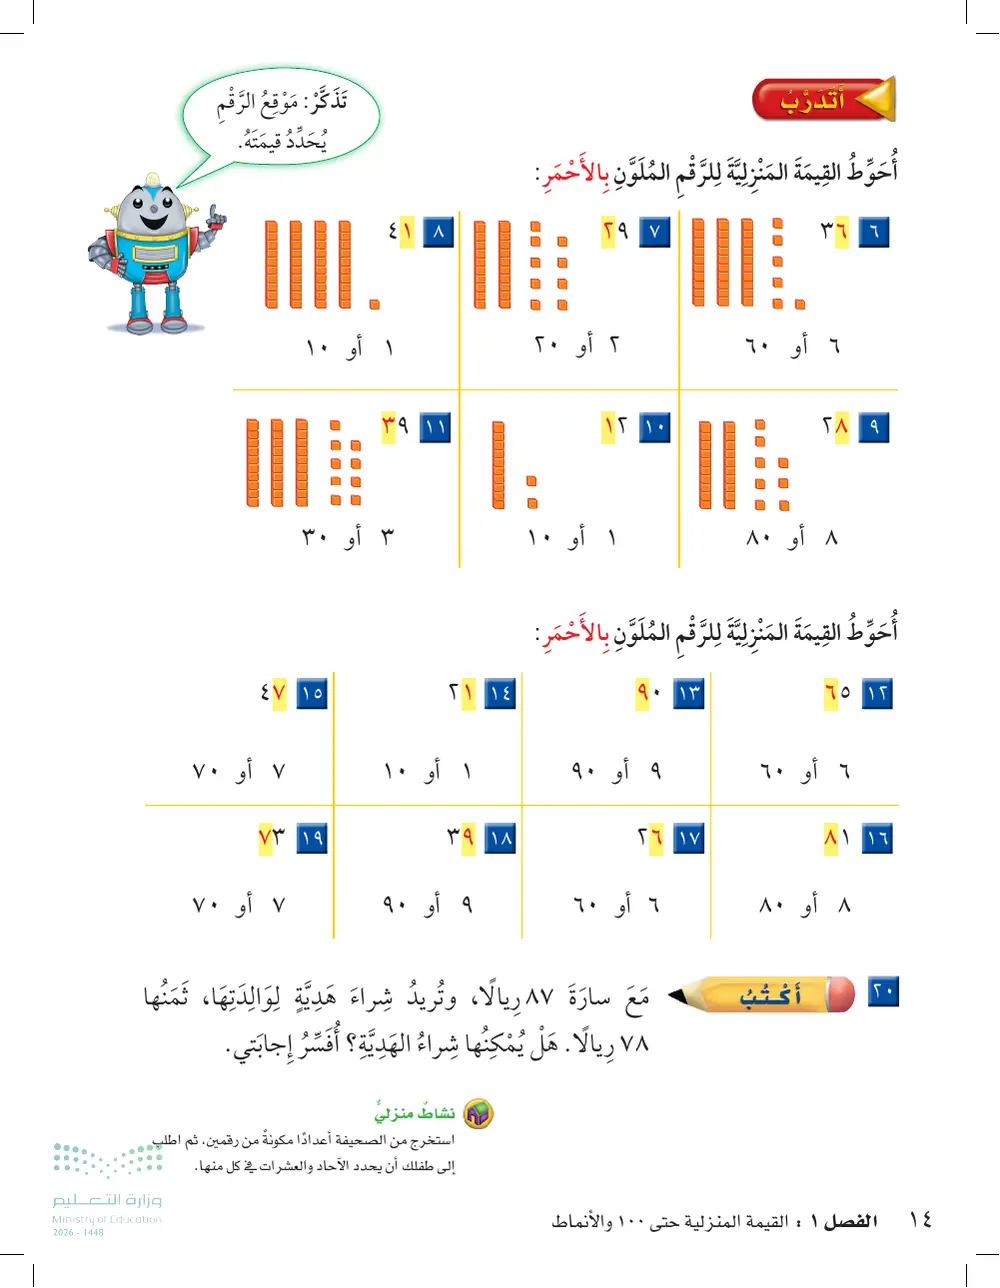 أَتَدَرَّبُ
تَذَكَّرْ: مَوْقِعُ الرَّقْمِ
يُحَدِّدُ قيمَتَهُ.
أُحَوِّطُ القِيمَةَ المَنْزِلِيَّةَ لِلرَّقْمِ المُلَوَّنِ بِالأَحْمَرِ:
٦ ٣٦
٦ أو ٦٠
٧ ٢٩
٢ أو ٢٠
٨ ٤١
١ أو ١٠
٩ ٢٨
٨ أو ٨٠
١٠ ١٢
١ أو ١٠
١١ ٣٩
٣ أو ٣٠
أُحَوِّطُ القِيمَةَ المَنْزِلِيَّةَ لِلرَّقْمِ المُلَوَّنِ بِالأَحْمَرِ:
١٢ ٦٥
٦ أو ٦٠
١٣ ٩٠
٩ أو ٩٠
١٤ ٢١
١ أو ١٠
١٥ ٤٧
٧ أو ٧٠
١٦ ٨١
٨ أو ٨٠
١٧ ٢٦
٦ أو ٦٠
١٨ ٣٩
٩ أو ٩٠
١٩ ٧٣
٧ أو ٧٠
٢٠ أَكْتُبُ مَعَ سارَةَ ٨٧ رِيالًا، وتُريدُ شِراءَ هَدِيَّةٍ لِوَالِدَتِهَا، ثَمَنُها
٧٨ رِيالًا. هَلْ يُمْكِنُها شِراءُ الهَدِيَّةِ؟ أُفَسِّرُ إِجابَتي.
نشاطٌ منزليٌّ
استخرج من الصحيفة أعدادًا مكونةً من رقمين، ثم اطلب
إلى طفلك أن يحدد الآحاد والعشرات في كل منها.
وزارة التعليم
Ministry of Education
2026 - 1448
١٤ الفصل ١ : القيمة المنزلية حتى ١٠٠ والأنماط